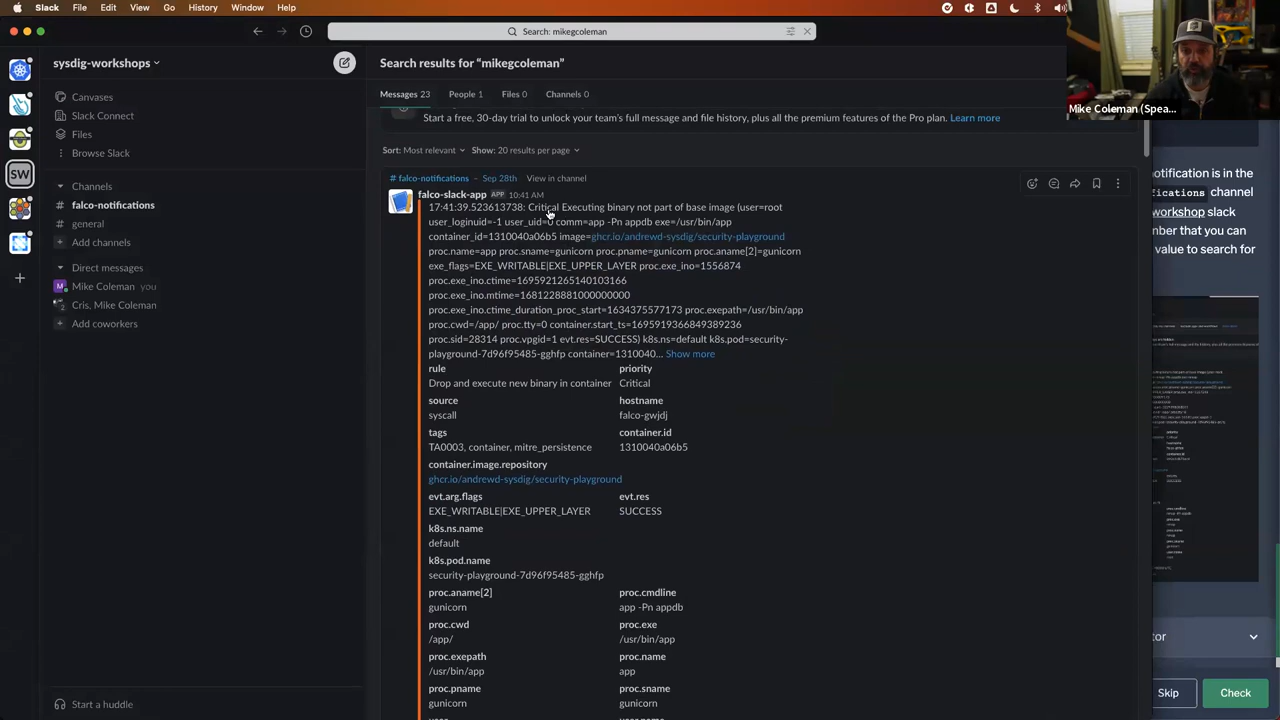 Slack File Edit View Go History Window Help
Search: mikegcoleman
sysdig-workshops
Search results for “mikegcoleman”
Mike Coleman (Spea...
Messages 23 People 1 Files 0 Channels 0
Canvases
Slack Connect
Files
Browse Slack
Channels
# falco-notifications
# general
Add channels
Direct messages
Mike Coleman you
Cris, Mike Coleman
Add coworkers
Start a huddle
SW
Start a free, 30-day trial to unlock your team’s full message and file history, plus all the premium features of the Pro plan. Learn more
Sort: Most relevant Show: 20 results per page
# falco-notifications – Sep 28th View in channel
falco-slack-app APP 10:41 AM
17:41:39.523613738: Critical Executing binary not part of base image (user=root
user_loginuid=-1 user_uid=0 comm=app -Pn appdb exe=/usr/bin/app
container_id=1310040a06b5 image=ghcr.io/andrewd-sysdig/security-playground
proc.name=app proc.sname=gunicorn proc.pname=gunicorn proc.aname[2]=gunicorn
exe_flags=EXE_WRITABLE|EXE_UPPER_LAYER proc.exe_ino=1556874
proc.exe_ino.ctime=1695921265140103166
proc.exe_ino.mtime=1681228881000000000
proc.exe_ino.ctime_duration_proc_start=1634375577173 proc.exepath=/usr/bin/app
proc.cwd=/app/ proc.tty=0 container.start_ts=1695919366849389236
proc.sid=28314 proc.vpgid=1 evt.res=SUCCESS) k8s.ns=default k8s.pod=security-
playground-7d96f95485-gghfp container=1310040... Show more
rule priority
Drop and execute new binary in container Critical
source hostname
syscall falco-gwjdj
tags container.id
TA0003, container, mitre_persistence 1310040a06b5
container.image.repository
ghcr.io/andrewd-sysdig/security-playground
evt.arg.flags evt.res
EXE_WRITABLE|EXE_UPPER_LAYER SUCCESS
k8s.ns.name
default
k8s.pod.name
security-playground-7d96f95485-gghfp
proc.aname[2] proc.cmdline
gunicorn app -Pn appdb
proc.cwd proc.exe
/app/ /usr/bin/app
proc.exepath proc.name
/usr/bin/app app
proc.pname proc.sname
gunicorn gunicorn
notification is in the
ifications channel
workshop slack
mber that you can
value to search for
tor
Skip Check